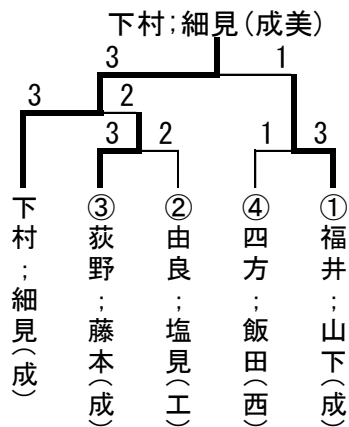 下村;細見(成美)
3 1
3 2
3 2 1 3
下村;細見(成)
③荻野;藤本(成)
②由良;塩見(工)
④四方;飯田(西)
①福井;山下(成)